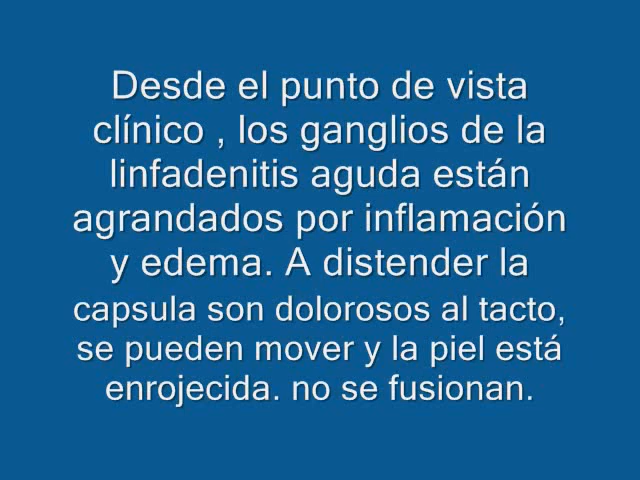 Desde el punto de vista
clínico , los ganglios de la
linfadenitis aguda están
agrandados por inflamación
y edema. A distender la
capsula son dolorosos al tacto,
se pueden mover y la piel está
enrojecida. no se fusionan.